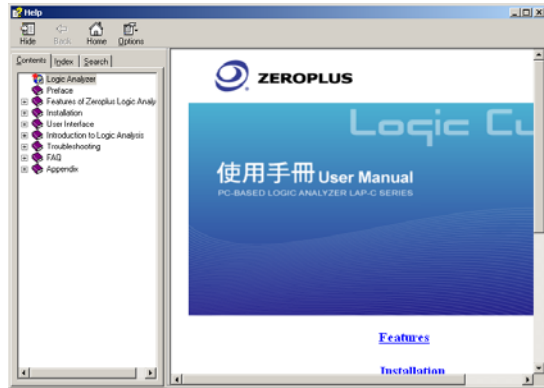 Help
Hide Back Home Options
Contents Index Search
Logic Analyzer
Preface
Features of Zeroplus Logic Analy
Installation
User Interface
Introduction to Logic Analysis
Troubleshooting
FAQ
Appendix
ZEROPLUS
Logic Cu
使用手冊 User Manual
PC-BASED LOGIC ANALYZER LAP-C SERIES
Features
Installation